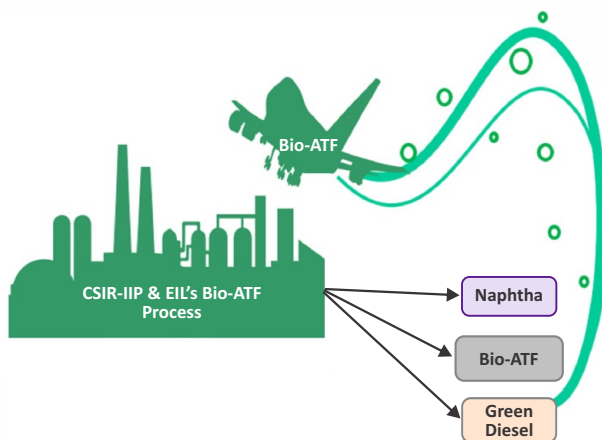 Bio-ATF
CSIR-IIP & EIL's Bio-ATF
Process
Naphtha
Bio-ATF
Green
Diesel